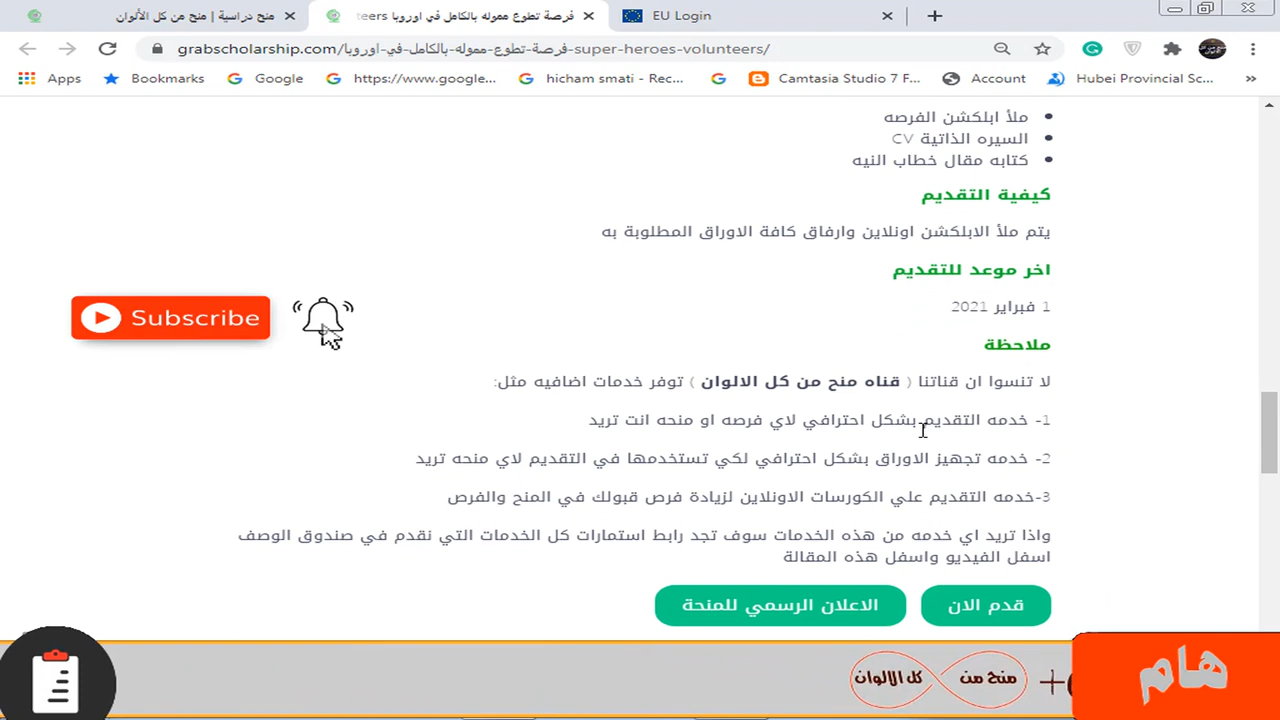 منح دراسية | منح من كل الألوان
فرصة تطوع مموله بالكامل في اوروبا teers
EU Login
grabscholarship.com/فرصة-تطوع-مموله-بالكامل-في-اوروبا-super-heroes-volunteers/
Apps
Bookmarks
Google
https://www.google...
hicham smati - Rec...
Camtasia Studio 7 F...
Account
Hubei Provincial Sc...
»
ملأ ابلكشن الفرصه
السيره الذاتية CV
كتابه مقال خطاب النيه
كيفية التقديم
يتم ملأ الابلكشن اونلاين وارفاق كافة الاوراق المطلوبة به
اخر موعد للتقديم
1 فبراير 2021
ملاحظة
لا تنسوا ان قناتنا ( قناه منح من كل الالوان ) توفر خدمات اضافيه مثل:
1- خدمه التقديم بشكل احترافي لاي فرصه او منحه انت تريد
2- خدمه تجهيز الاوراق بشكل احترافي لكي تستخدمها في التقديم لاي منحه تريد
3-خدمه التقديم علي الكورسات الاونلاين لزيادة فرص قبولك في المنح والفرص
واذا تريد اي خدمه من هذه الخدمات سوف تجد رابط استمارات كل الخدمات التي نقدم في صندوق الوصف
اسفل الفيديو واسفل هذه المقالة
قدم الان
الاعلان الرسمي للمنحة
Subscribe
هام
منح من كل الالوان